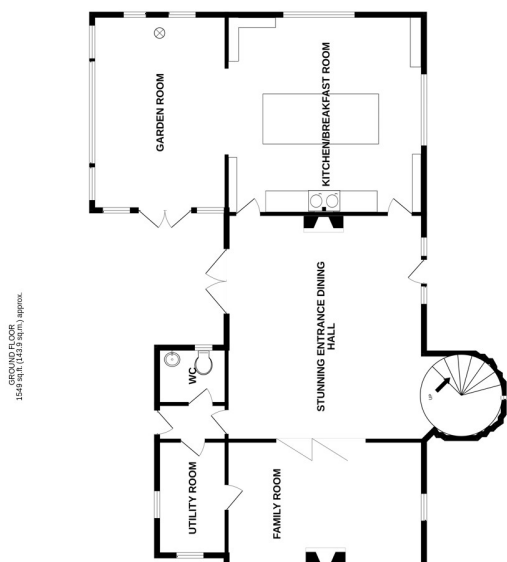 GROUND FLOOR
1549 sq.ft. (143.9 sq.m.) approx.
GARDEN ROOM
KITCHEN/BREAKFAST ROOM
STUNNING ENTRANCE DINING
HALL
WC
UP
UTILITY ROOM
FAMILY ROOM